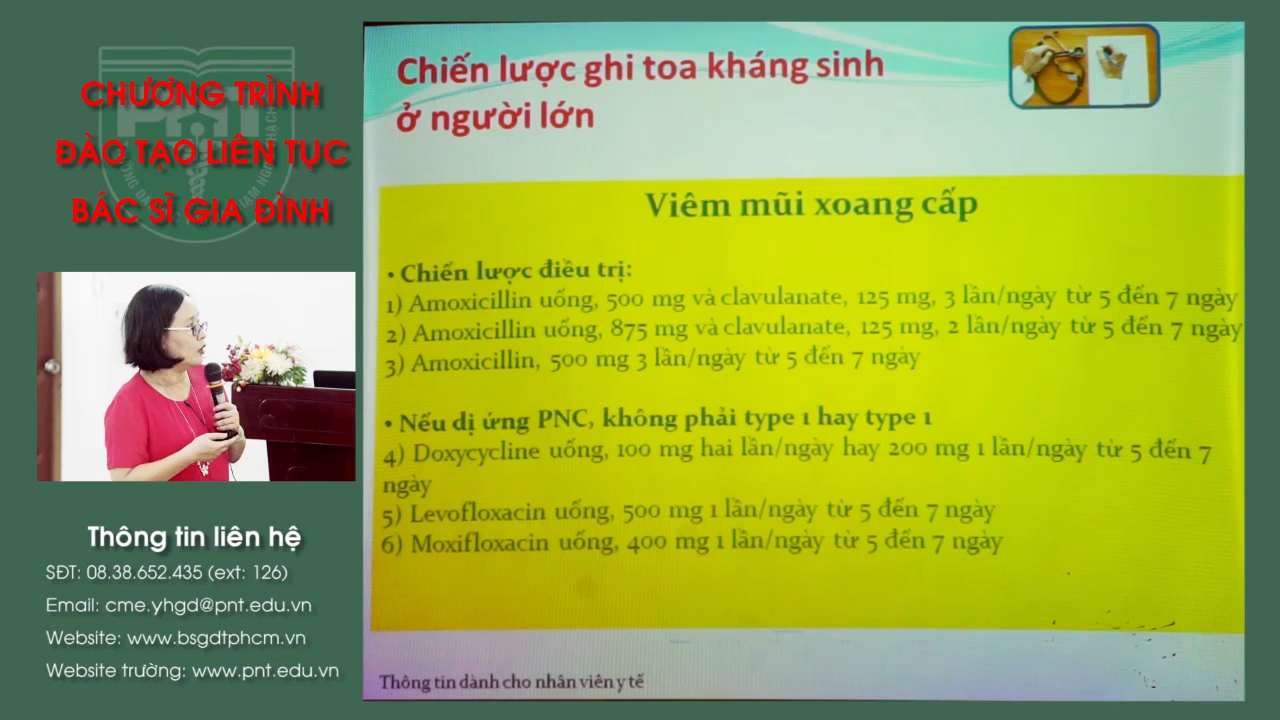 CHƯƠNG TRÌNH
ĐÀO TẠO LIÊN TỤC
BÁC SĨ GIA ĐÌNH
Thông tin liên hệ
SĐT: 08.38.652.435 (ext: 126)
Email: cme.yhgd@pnt.edu.vn
Website: www.bsgdtphcm.vn
Website trường: www.pnt.edu.vn
Chiến lược ghi toa kháng sinh
ở người lớn
Viêm mũi xoang cấp
• Chiến lược điều trị:
1) Amoxicillin uống, 500 mg và clavulanate, 125 mg, 3 lần/ngày từ 5 đến 7 ngày
2) Amoxicillin uống, 875 mg và clavulanate, 125 mg, 2 lần/ngày từ 5 đến 7 ngày
3) Amoxicillin, 500 mg 3 lần/ngày từ 5 đến 7 ngày
• Nếu dị ứng PNC, không phải type 1 hay type 1
4) Doxycycline uống, 100 mg hai lần/ngày hay 200 mg 1 lần/ngày từ 5 đến 7
ngày
5) Levofloxacin uống, 500 mg 1 lần/ngày từ 5 đến 7 ngày
6) Moxifloxacin uống, 400 mg 1 lần/ngày từ 5 đến 7 ngày
Thông tin dành cho nhân viên y tế